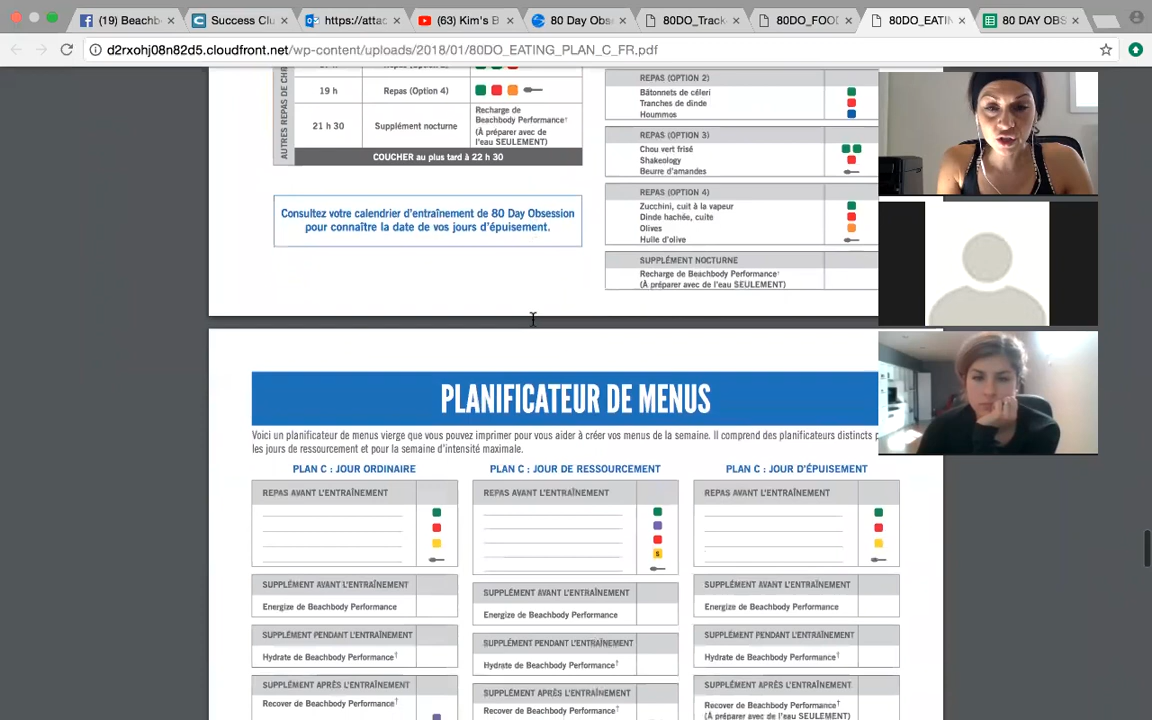 (19) Beachb
Success Clu
https://attac
(63) Kim's B
80 Day Obse
80DO_Track
80DO_FOO
80DO_EATIN
80 DAY OBS
d2rxohj08n82d5.cloudfront.net/wp-content/uploads/2018/01/80DO_EATING_PLAN_C_FR.pdf
AUTRES REPAS DE CHR
19 h
Repas (Option 4)
21 h 30
Supplément nocturne
Recharge de
Beachbody Performance†
(À préparer avec de
l'eau SEULEMENT)
COUCHER au plus tard à 22 h 30
Consultez votre calendrier d'entraînement de 80 Day Obsession
pour connaître la date de vos jours d'épuisement.
REPAS (OPTION 2)
Bâtonnets de céleri
Tranches de dinde
Hoummos
REPAS (OPTION 3)
Chou vert frisé
Shakeology
Beurre d'amandes
REPAS (OPTION 4)
Zucchini, cuit à la vapeur
Dinde hachée, cuite
Olives
Huile d'olive
SUPPLÉMENT NOCTURNE
Recharge de Beachbody Performance†
(À préparer avec de l'eau SEULEMENT)
PLANIFICATEUR DE MENUS
Voici un planificateur de menus vierge que vous pouvez imprimer pour vous aider à créer vos menus de la semaine. Il comprend des planificateurs distincts p
les jours de ressourcement et pour la semaine d'intensité maximale.
PLAN C : JOUR ORDINAIRE
REPAS AVANT L'ENTRAÎNEMENT
SUPPLÉMENT AVANT L'ENTRAÎNEMENT
Energize de Beachbody Performance
SUPPLÉMENT PENDANT L'ENTRAÎNEMENT
Hydrate de Beachbody Performance†
SUPPLÉMENT APRÈS L'ENTRAÎNEMENT
Recover de Beachbody Performance†
PLAN C : JOUR DE RESSOURCEMENT
REPAS AVANT L'ENTRAÎNEMENT
SUPPLÉMENT AVANT L'ENTRAÎNEMENT
Energize de Beachbody Performance
SUPPLÉMENT PENDANT L'ENTRAÎNEMENT
Hydrate de Beachbody Performance†
SUPPLÉMENT APRÈS L'ENTRAÎNEMENT
Recover de Beachbody Performance†
PLAN C : JOUR D'ÉPUISEMENT
REPAS AVANT L'ENTRAÎNEMENT
SUPPLÉMENT AVANT L'ENTRAÎNEMENT
Energize de Beachbody Performance
SUPPLÉMENT PENDANT L'ENTRAÎNEMENT
Hydrate de Beachbody Performance†
SUPPLÉMENT APRÈS L'ENTRAÎNEMENT
Recover de Beachbody Performance†
(À préparer avec de l'eau SEULEMENT)